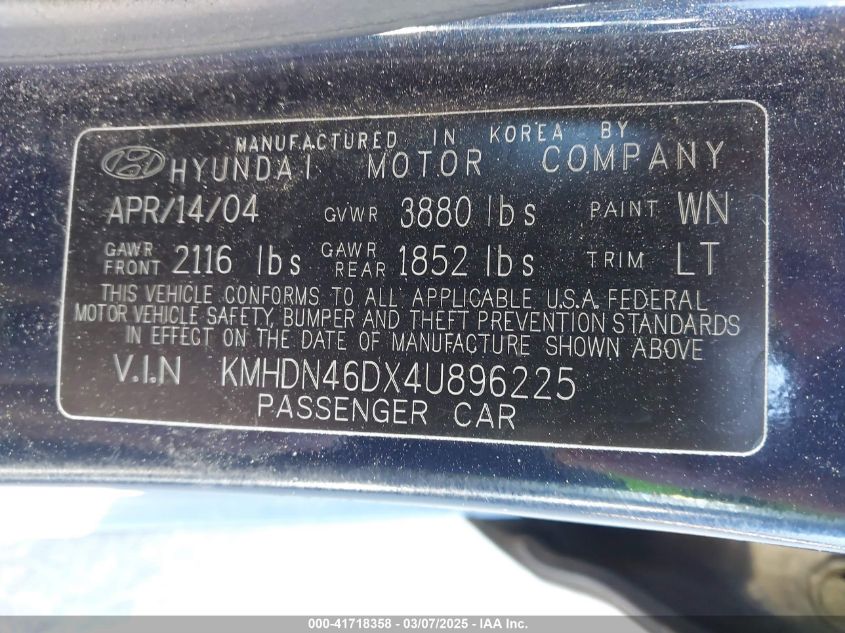 MANUFACTURED IN KOREA BY
HYUNDAI MOTOR COMPANY
APR/14/04 GVWR 3880 lbs PAINT WN
GAWR FRONT 2116 lbs GAWR REAR 1852 lbs TRIM LT
THIS VEHICLE CONFORMS TO ALL APPLICABLE U.S.A. FEDERAL
MOTOR VEHICLE SAFETY, BUMPER AND THEFT PREVENTION STANDARDS
IN EFFECT ON THE DATE OF MANUFACTURE SHOWN ABOVE.
V.I.N KMHDN46DX4U896225
PASSENGER CAR
000-41718358 - 03/07/2025 - IAA Inc.